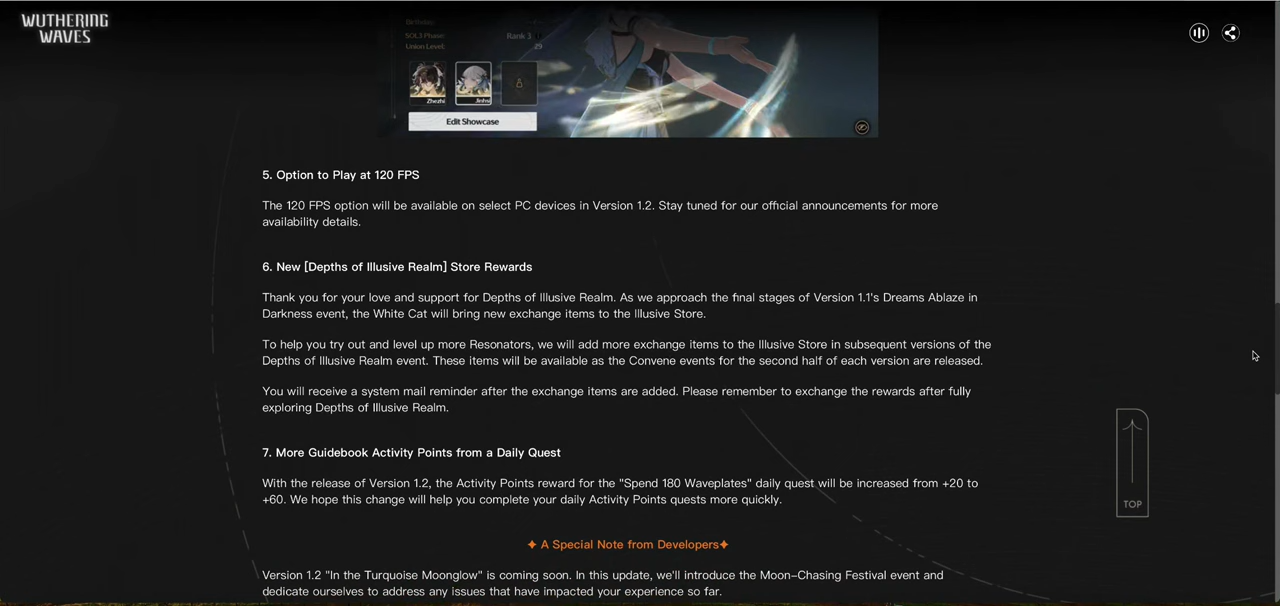 WUTHERING
WAVES
Birthday:
SOL3 Phase: Rank 3
Union Level: 29
Zhezhi Jinhsi
Edit Showcase
5. Option to Play at 120 FPS
The 120 FPS option will be available on select PC devices in Version 1.2. Stay tuned for our official announcements for more
availability details.
6. New [Depths of Illusive Realm] Store Rewards
Thank you for your love and support for Depths of Illusive Realm. As we approach the final stages of Version 1.1's Dreams Ablaze in
Darkness event, the White Cat will bring new exchange items to the Illusive Store.
To help you try out and level up more Resonators, we will add more exchange items to the Illusive Store in subsequent versions of the
Depths of Illusive Realm event. These items will be available as the Convene events for the second half of each version are released.
You will receive a system mail reminder after the exchange items are added. Please remember to exchange the rewards after fully
exploring Depths of Illusive Realm.
7. More Guidebook Activity Points from a Daily Quest
With the release of Version 1.2, the Activity Points reward for the "Spend 180 Waveplates" daily quest will be increased from +20 to
+60. We hope this change will help you complete your daily Activity Points quests more quickly.
TOP
✦ A Special Note from Developers✦
Version 1.2 "In the Turquoise Moonglow" is coming soon. In this update, we'll introduce the Moon-Chasing Festival event and
dedicate ourselves to address any issues that have impacted your experience so far.